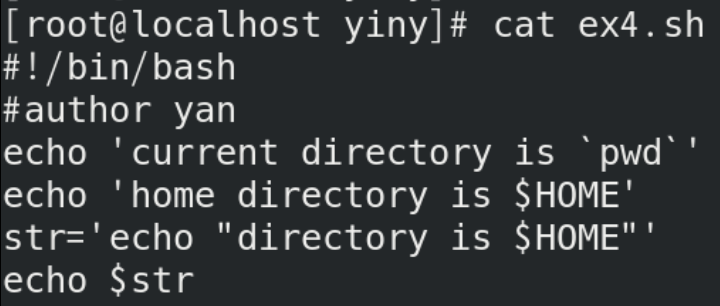 [root@localhost yiny]# cat ex4.sh
#!/bin/bash
#author yan
echo 'current directory is `pwd`'
echo 'home directory is $HOME'
str='echo "directory is $HOME"'
echo $str